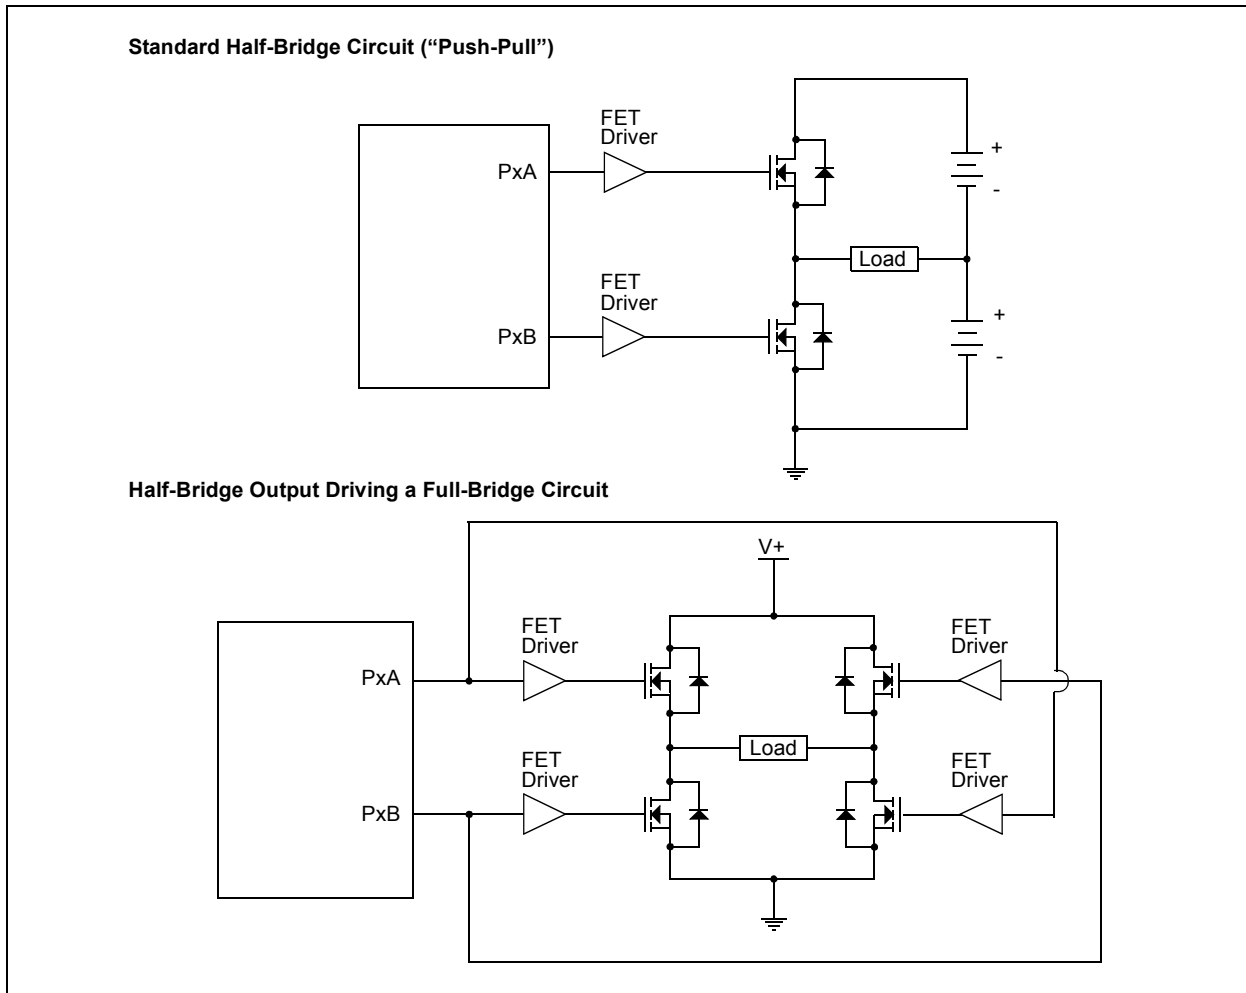 Standard Half-Bridge Circuit (“Push-Pull”)
FET
Driver
PxA
+
-
Load
FET
Driver
PxB
+
-
Half-Bridge Output Driving a Full-Bridge Circuit
V+
FET
Driver
FET
Driver
PxA
Load
FET
Driver
FET
Driver
PxB